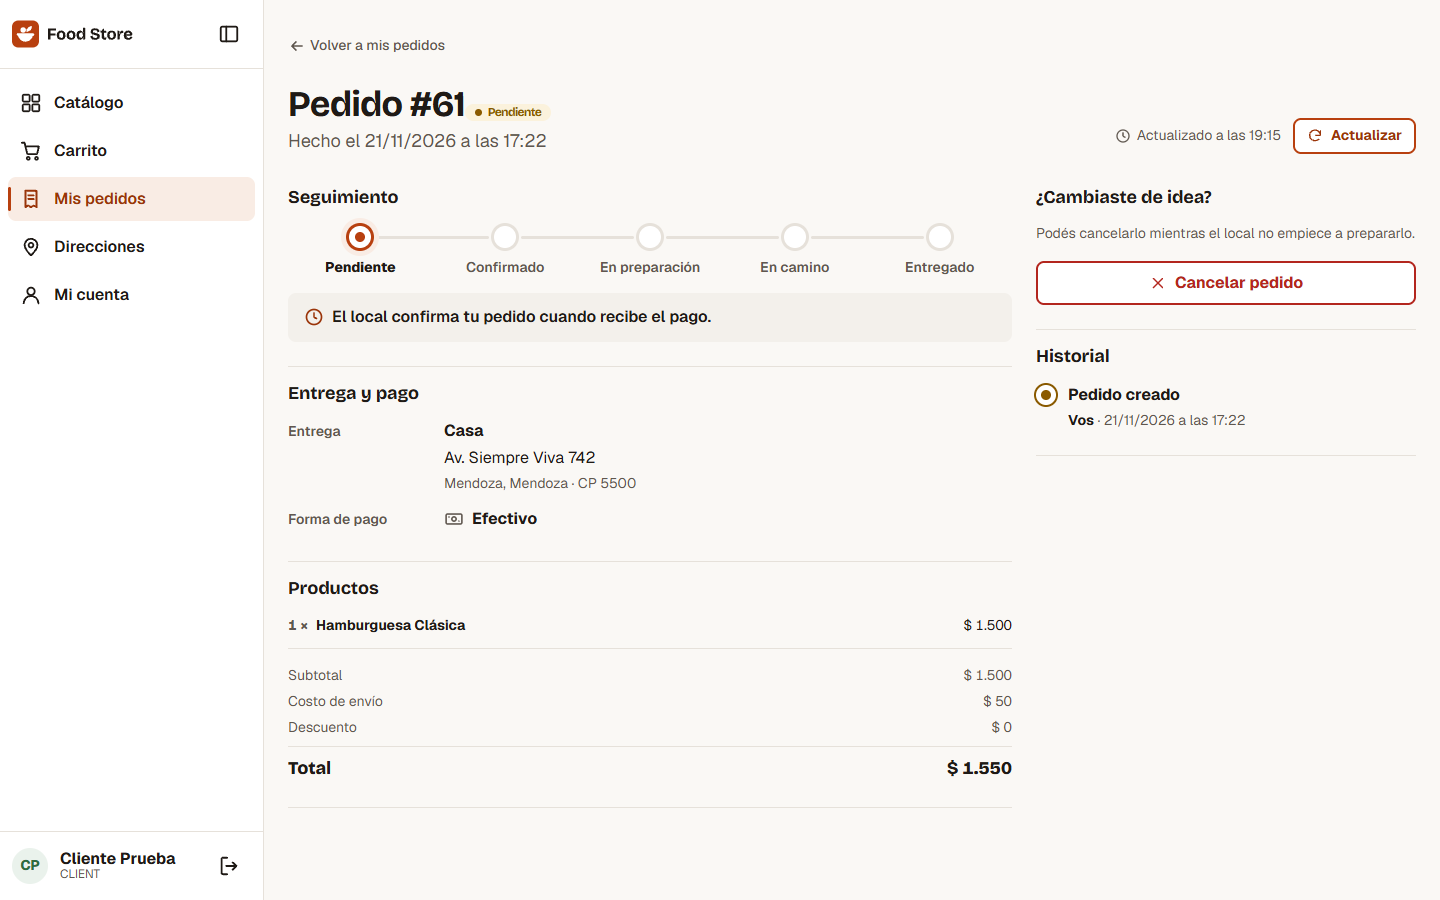 Food Store
Catálogo
Carrito
Mis pedidos
Direcciones
Mi cuenta
Cliente Prueba
CP
CLIENT
Volver a mis pedidos
Pedido #61
Pendiente
Hecho el 21/11/2026 a las 17:22
Actualizado a las 19:15
Actualizar
Seguimiento
Pendiente
Confirmado
En preparación
En camino
Entregado
El local confirma tu pedido cuando recibe el pago.
Entrega y pago
Entrega
Casa
Av. Siempre Viva 742
Mendoza, Mendoza · CP 5500
Forma de pago
Efectivo
Productos
1 × Hamburguesa Clásica $ 1.500
Subtotal $ 1.500
Costo de envío $ 50
Descuento $ 0
Total $ 1.550
¿Cambiaste de idea?
Podés cancelarlo mientras el local no empiece a prepararlo.
Cancelar pedido
Historial
Pedido creado
Vos · 21/11/2026 a las 17:22